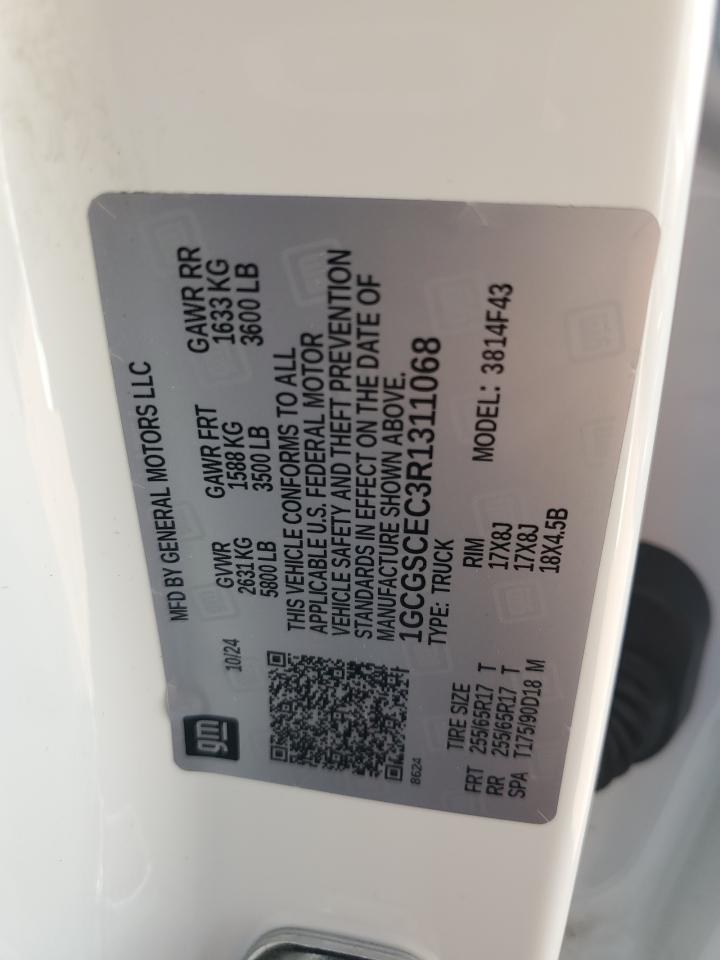 MFD BY GENERAL MOTORS LLC
gm
10/24
GVWR GAWR FRT GAWR RR
2631 KG 1588 KG 1633 KG
5800 LB 3500 LB 3600 LB
THIS VEHICLE CONFORMS TO ALL
APPLICABLE U.S. FEDERAL MOTOR
VEHICLE SAFETY AND THEFT PREVENTION
STANDARDS IN EFFECT ON THE DATE OF
MANUFACTURE SHOWN ABOVE.
1GCGSCEC3R1311068
8624
TYPE: TRUCK
TIRE SIZE RIM MODEL: 3814F43
FRT 255/65R17 T 17X8J
RR 255/65R17 T 17X8J
SPA T175/90D18 M 18X4.5B